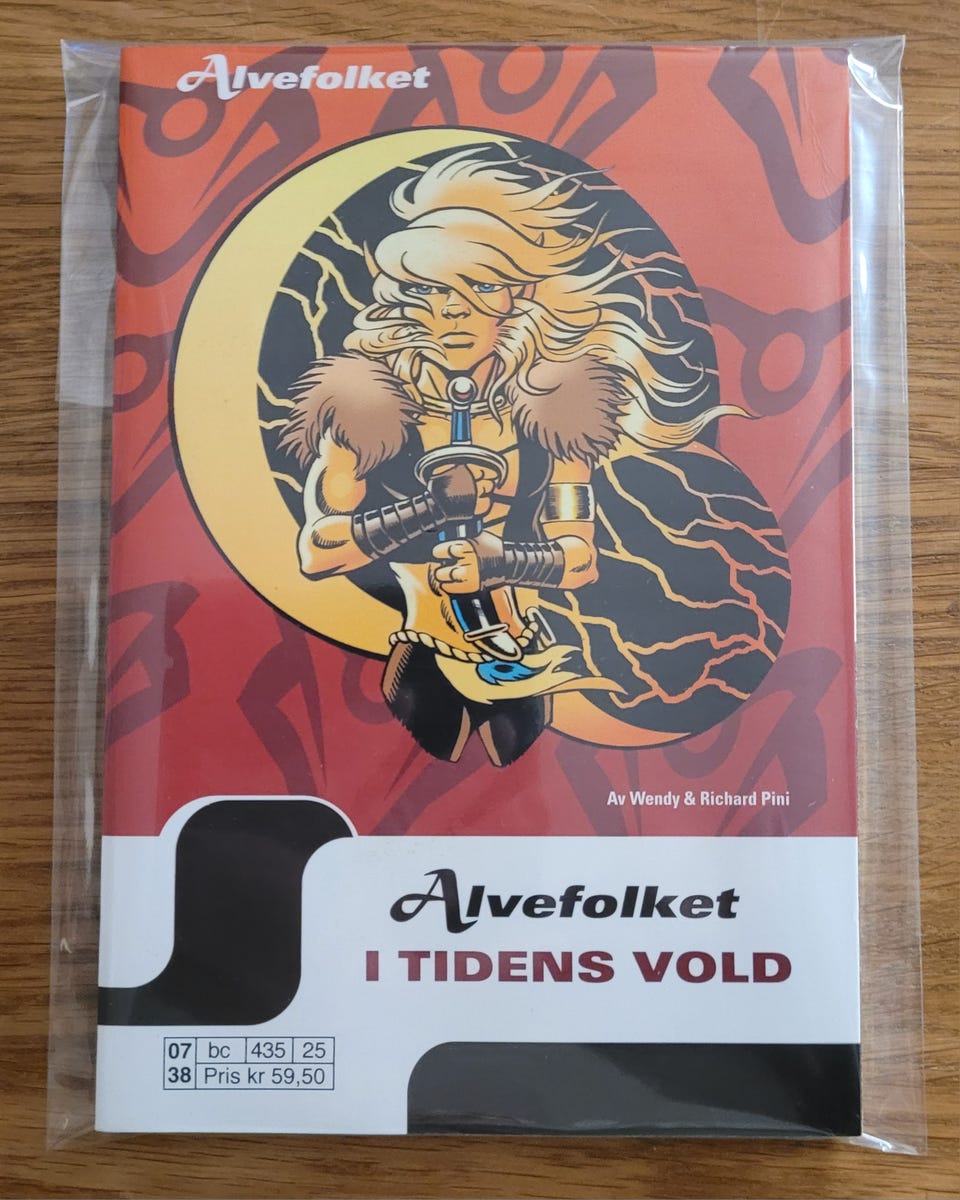 Alvefolket
Av Wendy & Richard Pini
Alvefolket
I TIDENS VOLD
07 bc 435 25
38 Pris kr 59,50